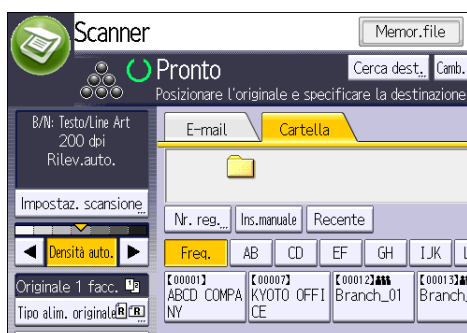 Scanner
Memor.file
Pronto
Cerca dest.
Camb.
Posizionare l'originale e specificare la destinazione
B/N: Testo/Line Art
200 dpi
Rilev.auto.
E-mail
Cartella
Impostaz. scansione
Nr. reg.
Ins.manuale
Recente
Densità auto.
Freq.
AB
CD
EF
GH
IJK
Originale 1 facc.
Tipo alim. originale
【00001】
ABCD COMPA
NY
【00007】
KYOTO OFFI
CE
【00012】
Branch_01
【00013】
Branch_